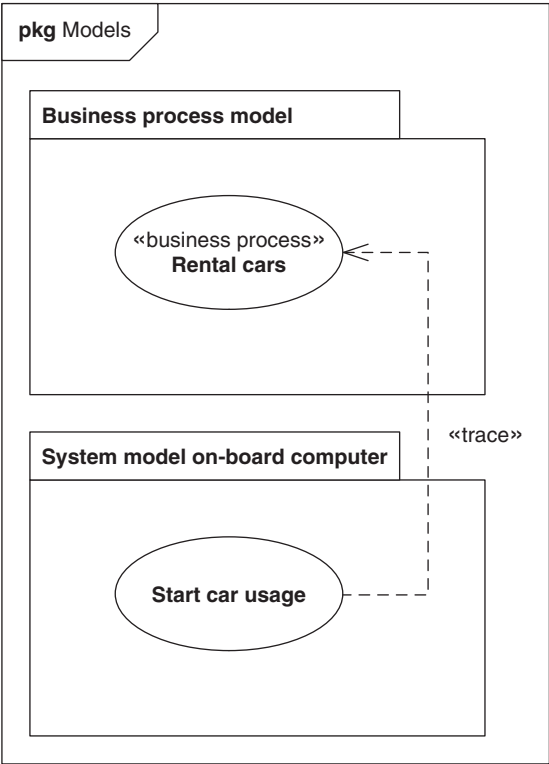 pkg Models
Business process model
«business process»
Rental cars
«trace»
System model on-board computer
Start car usage